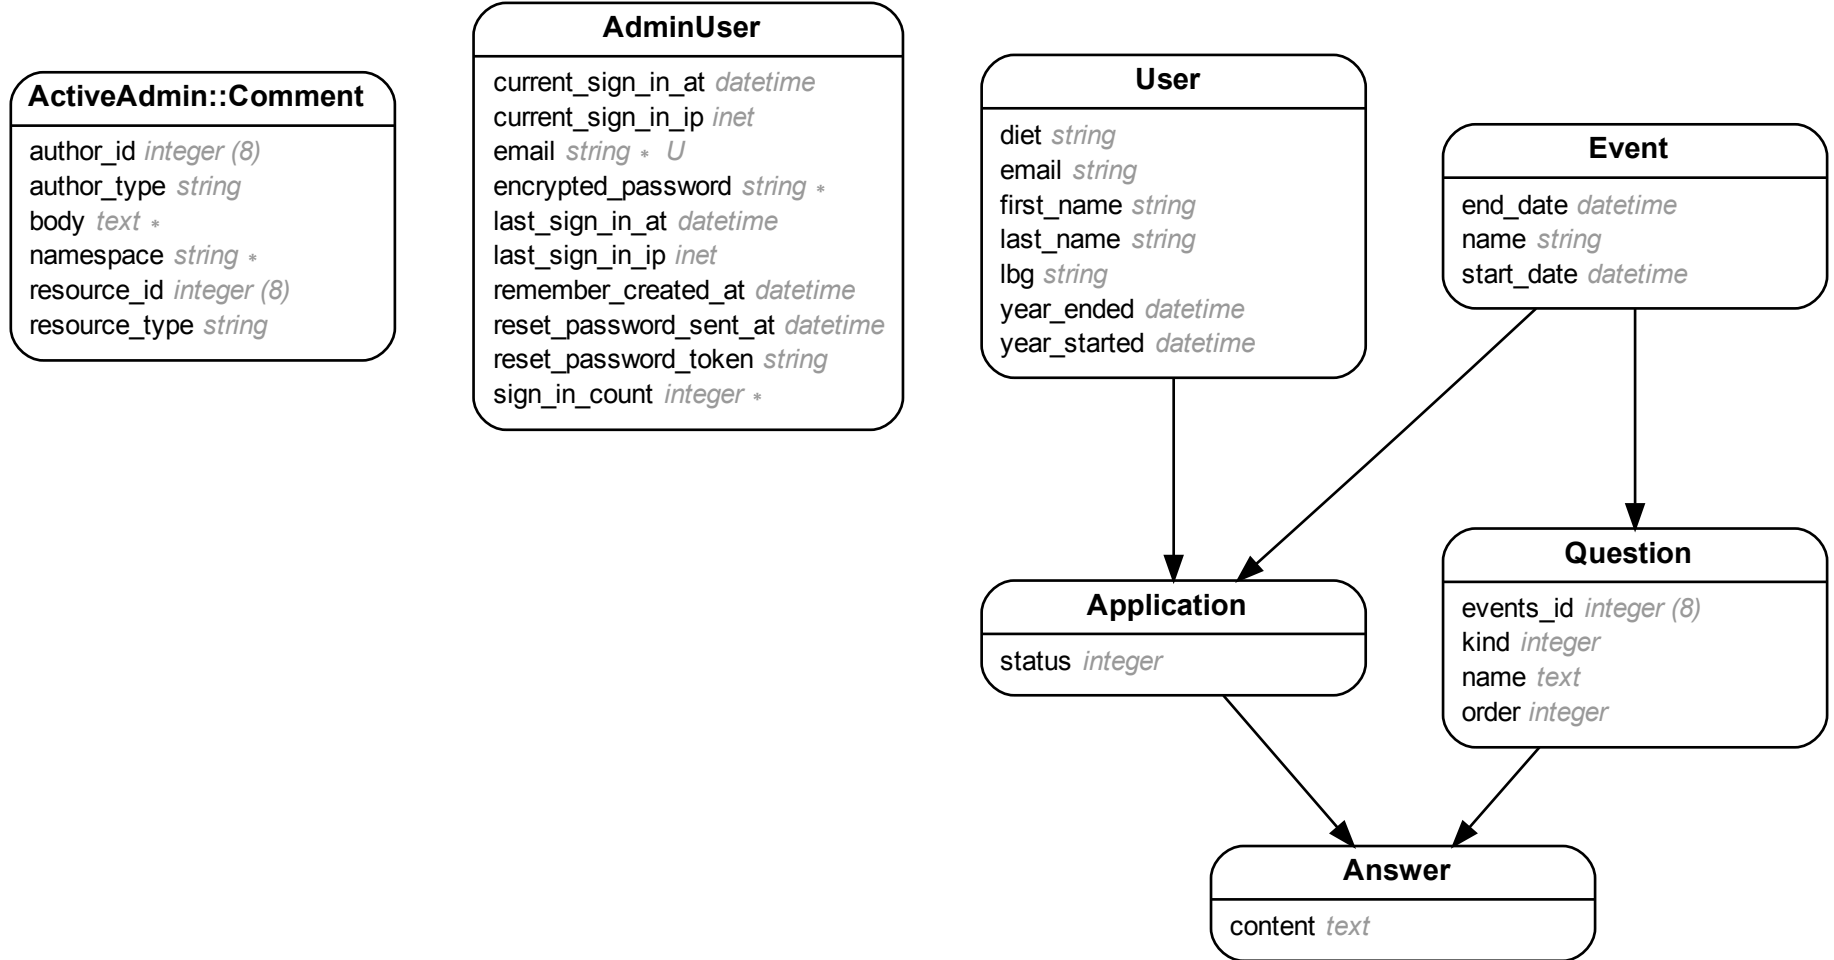 ActiveAdmin::Comment
author_id integer (8)
author_type string
body text *
namespace string *
resource_id integer (8)
resource_type string
AdminUser
current_sign_in_at datetime
current_sign_in_ip inet
email string * U
encrypted_password string *
last_sign_in_at datetime
last_sign_in_ip inet
remember_created_at datetime
reset_password_sent_at datetime
reset_password_token string
sign_in_count integer *
User
diet string
email string
first_name string
last_name string
lbg string
year_ended datetime
year_started datetime
Event
end_date datetime
name string
start_date datetime
Application
status integer
Question
events_id integer (8)
kind integer
name text
order integer
Answer
content text